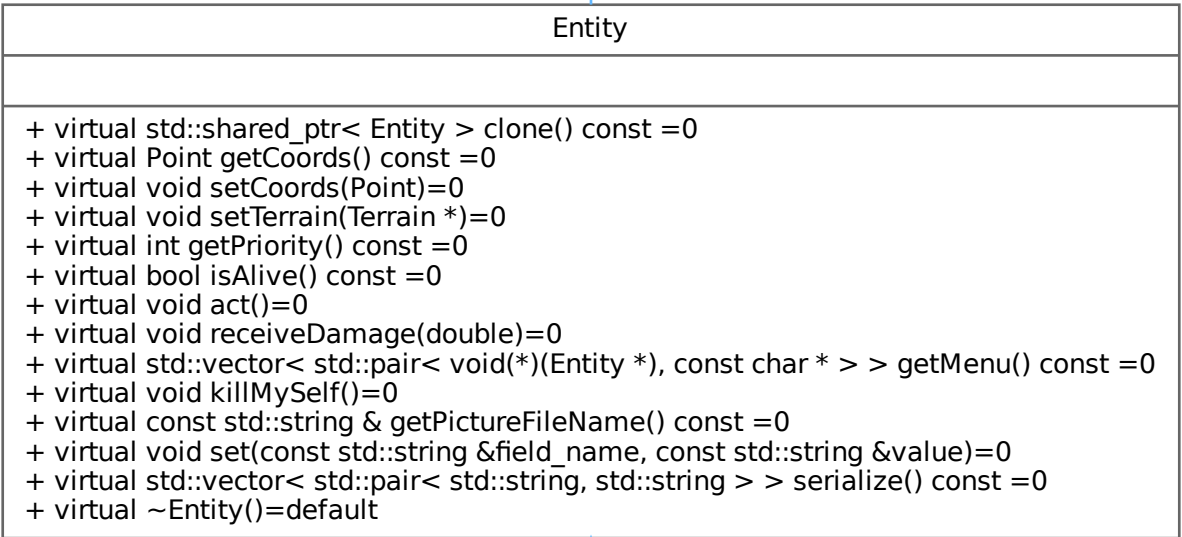 Entity
+ virtual std::shared_ptr< Entity > clone() const =0
+ virtual Point getCoords() const =0
+ virtual void setCoords(Point)=0
+ virtual void setTerrain(Terrain *)=0
+ virtual int getPriority() const =0
+ virtual bool isAlive() const =0
+ virtual void act()=0
+ virtual void receiveDamage(double)=0
+ virtual std::vector< std::pair< void(*)(Entity *), const char * > > getMenu() const =0
+ virtual void killMySelf()=0
+ virtual const std::string & getPictureFileName() const =0
+ virtual void set(const std::string &field_name, const std::string &value)=0
+ virtual std::vector< std::pair< std::string, std::string > > serialize() const =0
+ virtual ~Entity()=default